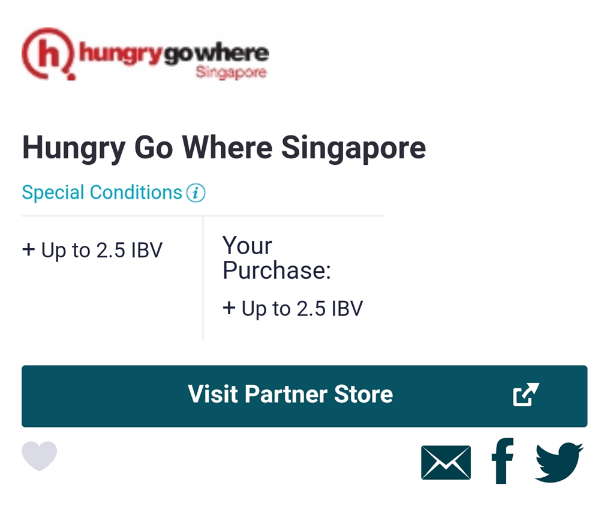 hungrygowhere
Singapore
Hungry Go Where Singapore
Special Conditions
+ Up to 2.5 IBV
Your
Purchase:
+ Up to 2.5 IBV
Visit Partner Store